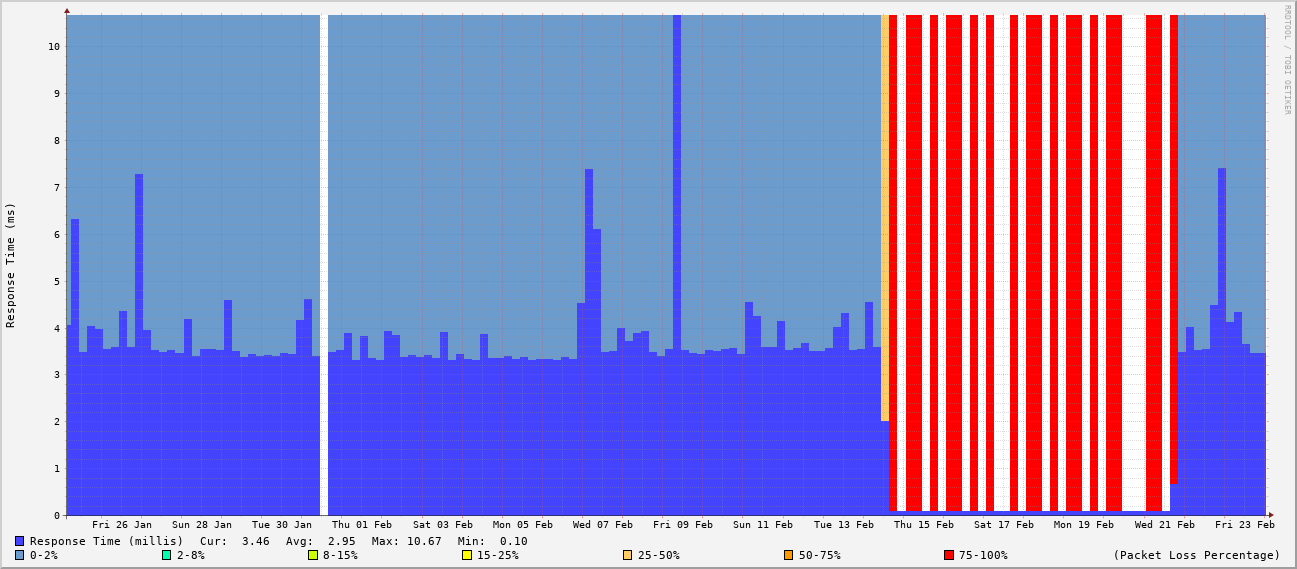 RRDTOOL / TOBI OETIKER
Response Time (ms)
10
9
8
7
6
5
4
3
2
1
0
Fri 26 Jan Sun 28 Jan Tue 30 Jan Thu 01 Feb Sat 03 Feb Mon 05 Feb Wed 07 Feb Fri 09 Feb Sun 11 Feb Tue 13 Feb Thu 15 Feb Sat 17 Feb Mon 19 Feb Wed 21 Feb Fri 23 Feb
Response Time (millis) Cur: 3.46 Avg: 2.95 Max: 10.67 Min: 0.10
0-2% 2-8% 8-15% 15-25% 25-50% 50-75% 75-100% (Packet Loss Percentage)